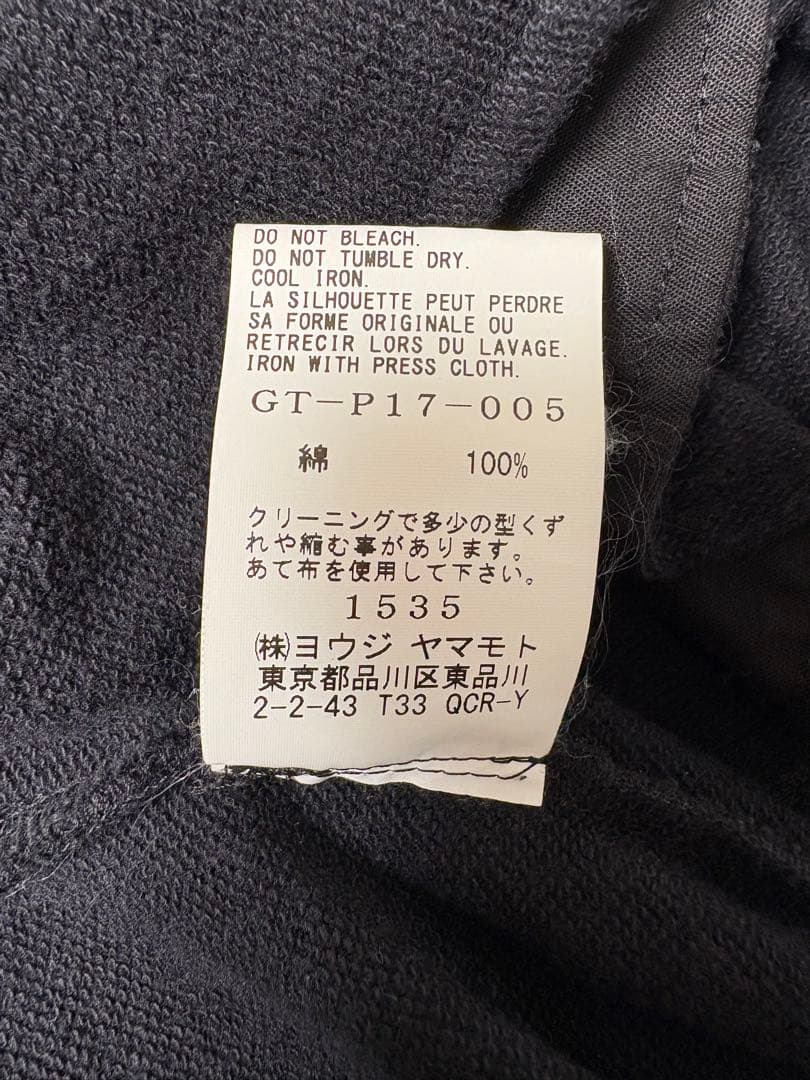 DO NOT BLEACH.
DO NOT TUMBLE DRY.
COOL IRON.
LA SILHOUETTE PEUT PERDRE
SA FORME ORIGINALE OU
RETRECIR LORS DU LAVAGE.
IRON WITH PRESS CLOTH.
GT-P17-005
綿 100%
クリーニングで多少の型くず
れや縮む事があります。
あて布を使用して下さい。
1535
㈱ヨウジ ヤマモト
東京都品川区東品川
2-2-43 T33 QCR-Y